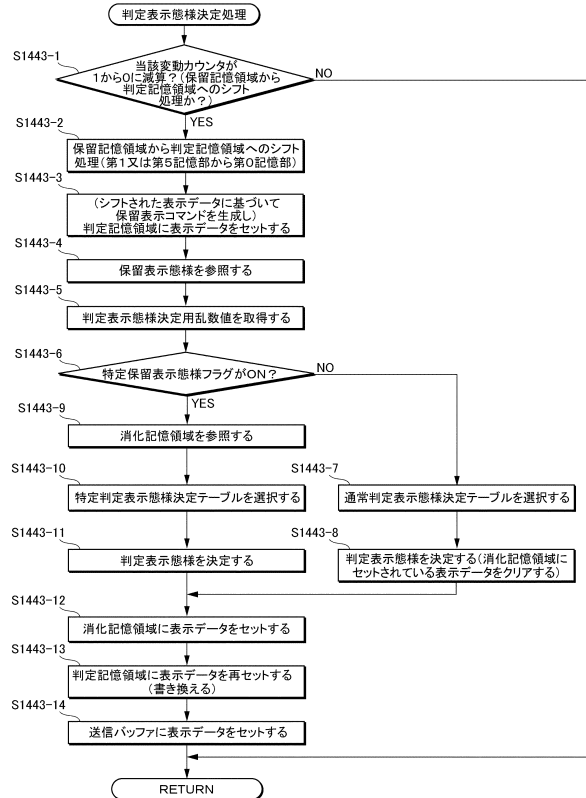 判定表示態様決定処理
S1443-1
当該変動カウンタが
1から0に減算？(保留記憶領域から
判定記憶領域へのシフト
処理か？)
NO
YES
S1443-2
保留記憶領域から判定記憶領域へのシフト
処理(第1又は第5記憶部から第0記憶部)
S1443-3
(シフトされた表示データに基づいて
保留表示コマンドを生成し)
判定記憶領域に表示データをセットする
S1443-4
保留表示態様を参照する
S1443-5
判定表示態様決定用乱数値を取得する
S1443-6
特定保留表示態様フラグがON？
NO
YES
S1443-9
消化記憶領域を参照する
S1443-10
特定判定表示態様決定テーブルを選択する
S1443-7
通常判定表示態様決定テーブルを選択する
S1443-11
判定表示態様を決定する
S1443-8
判定表示態様を決定する(消化記憶領域に
セットされている表示データをクリアする)
S1443-12
消化記憶領域に表示データをセットする
S1443-13
判定記憶領域に表示データを再セットする
(書き換える)
S1443-14
送信バッファに表示データをセットする
RETURN